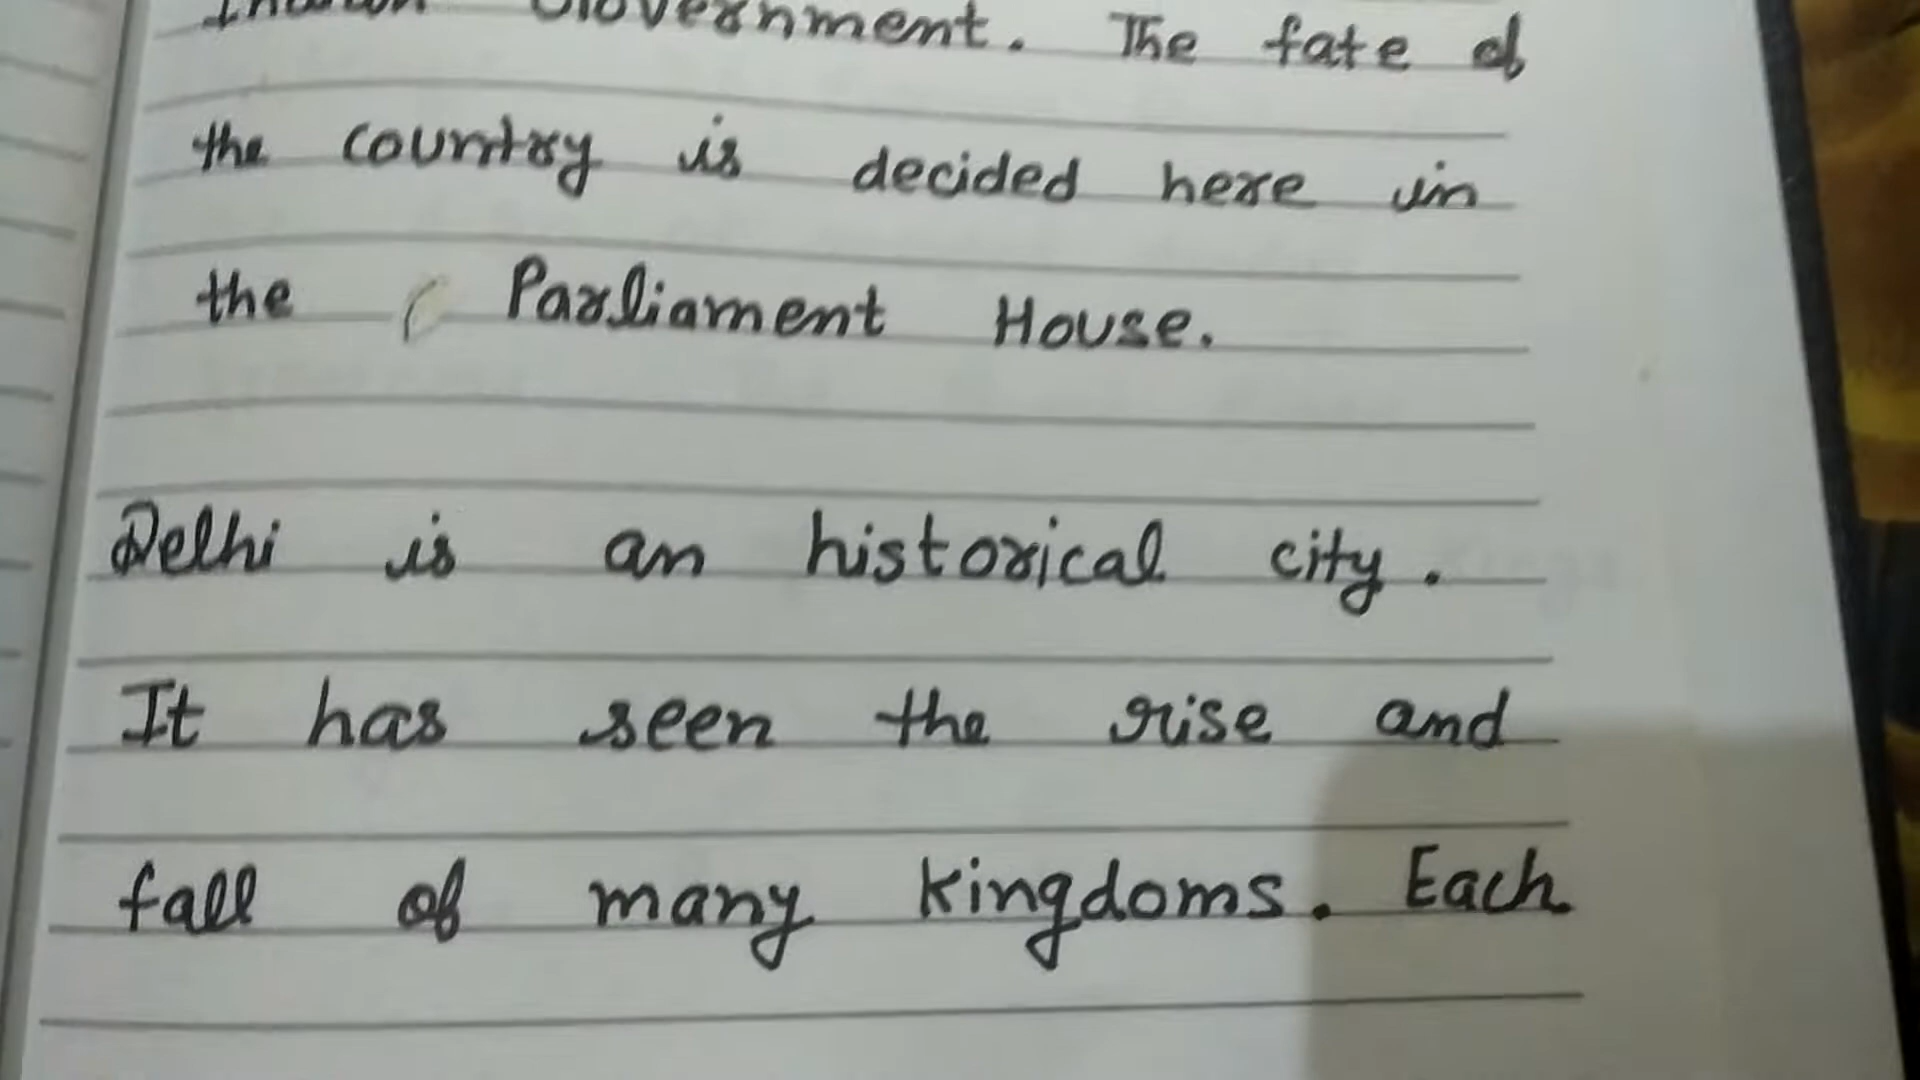 Indian Government. The fate of
the country is decided here in
the Parliament House.
Delhi is an historical city.
It has seen the rise and
fall of many kingdoms. Each